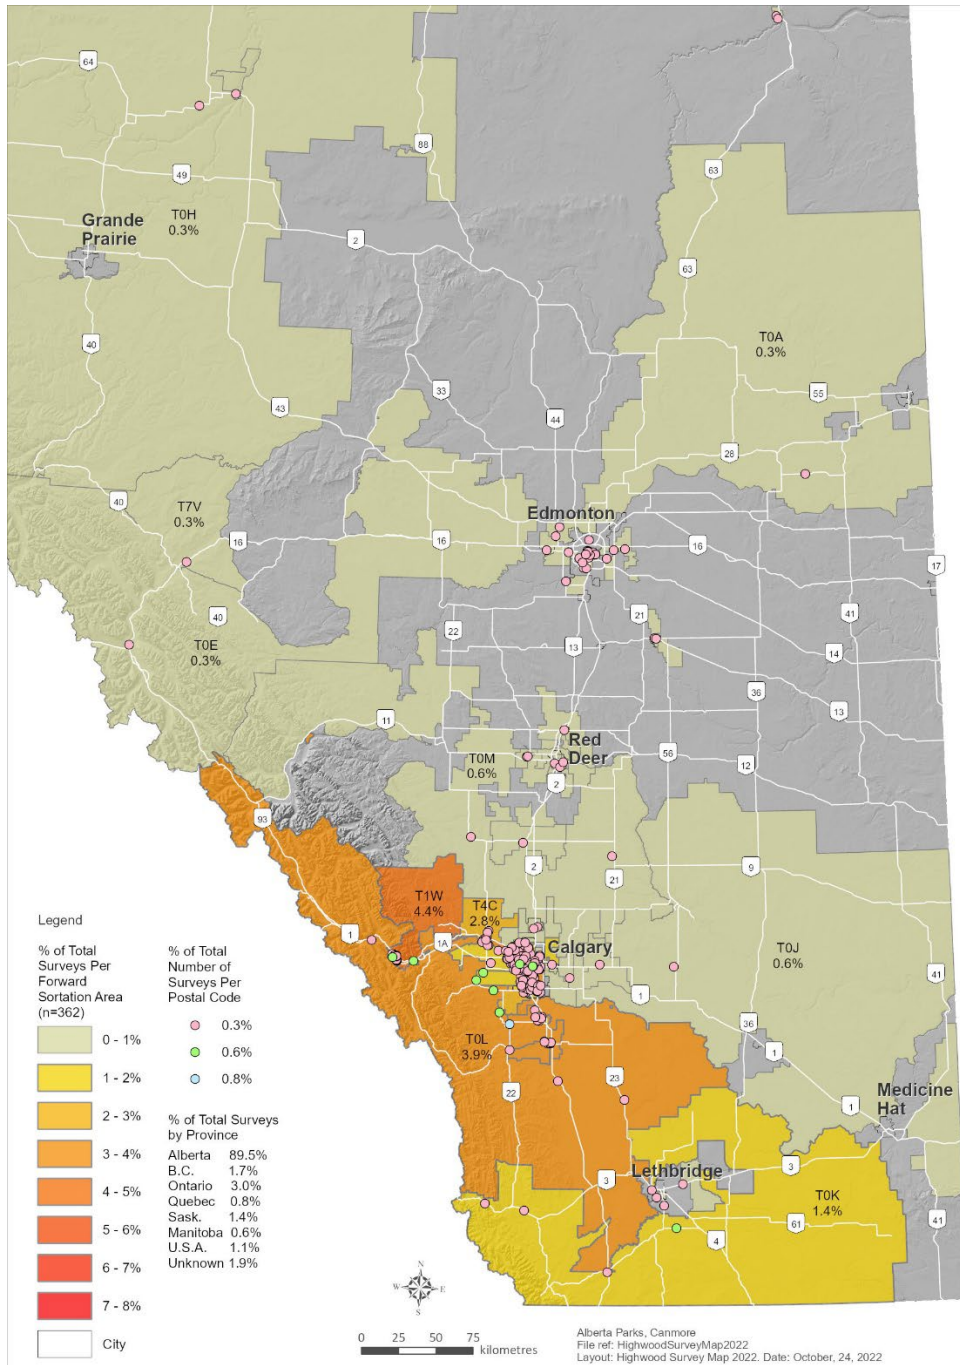 64
88
63
49
T0H
0.3%
Grande
Prairie
2
63
40
T0A
0.3%
33
55
43
44
28
40
T7V
0.3%
Edmonton
16
16
16
17
40
22
21
41
T0E
0.3%
13
14
36
13
11
Red
Deer
T0M
0.6%
56
12
2
93
2
9
21
T1W
4.4%
T4C
2.8%
1
1A
Calgary
T0J
0.6%
41
1
36
T0L
3.9%
1
22
23
Medicine
Hat
1
Lethbridge
3
3
T0K
1.4%
61
4
41
Legend
% of Total
Surveys Per
Forward
Sortation Area
(n=362)
0 - 1%
1 - 2%
2 - 3%
3 - 4%
4 - 5%
5 - 6%
6 - 7%
7 - 8%
City
% of Total
Number of
Surveys Per
Postal Code
0.3%
0.6%
0.8%
% of Total Surveys
by Province
Alberta 89.5%
B.C. 1.7%
Ontario 3.0%
Quebec 0.8%
Sask. 1.4%
Manitoba 0.6%
U.S.A. 1.1%
Unknown 1.9%
N
W E
S
0 25 50 75
kilometres
Alberta Parks, Canmore
File ref: HighwoodSurveyMap2022
Layout: Highwood Survey Map 2022. Date: October, 24, 2022